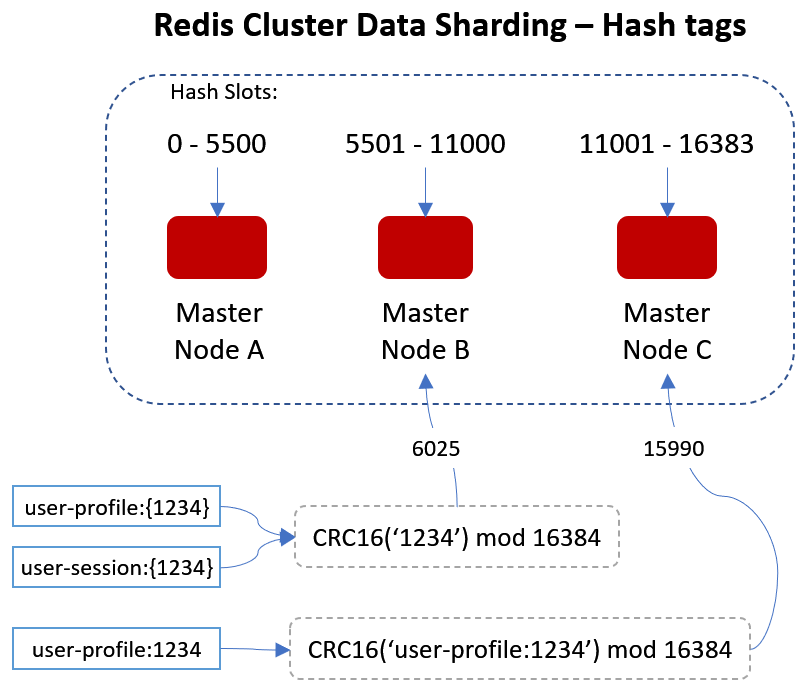 Redis Cluster Data Sharding – Hash tags
Hash Slots:
0 - 5500
5501 - 11000
11001 - 16383
Master
Node A
Master
Node B
Master
Node C
6025
15990
user-profile:{1234}
user-session:{1234}
CRC16(‘1234’) mod 16384
user-profile:1234
CRC16(‘user-profile:1234’) mod 16384